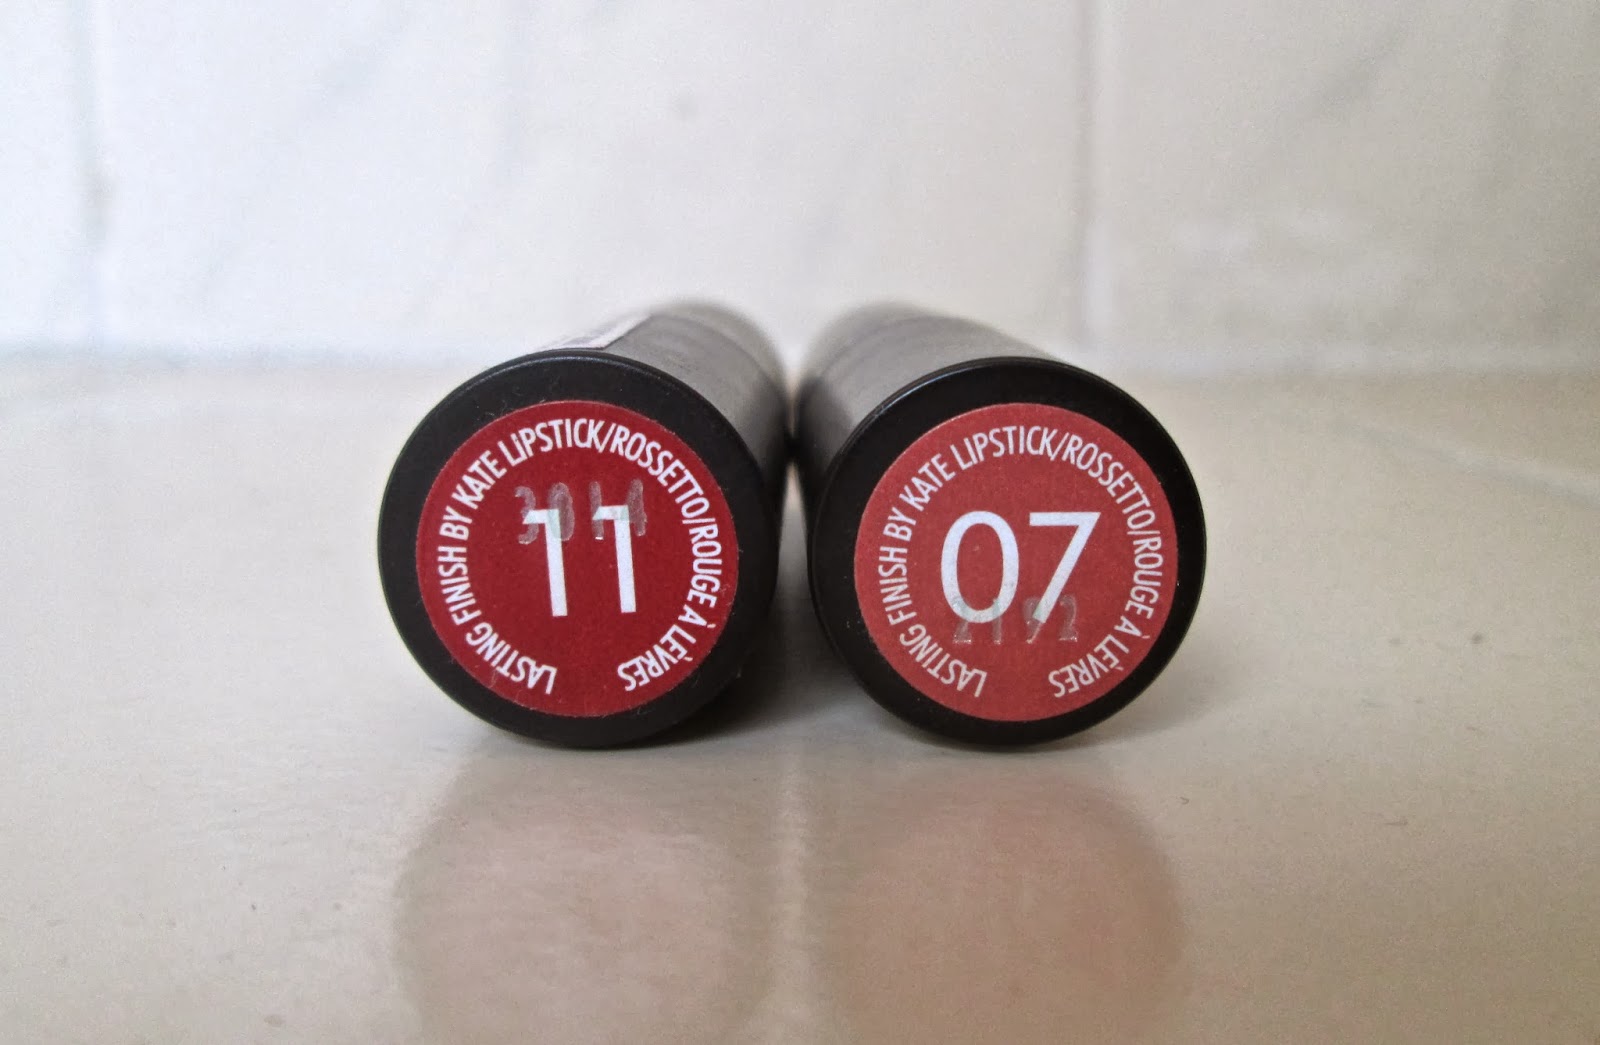 LASTING FINISH BY KATE LIPSTICK/ROSSETTO/ROUGE À LÈVRES
11
LASTING FINISH BY KATE LIPSTICK/ROSSETTO/ROUGE À LÈVRES
07
2192